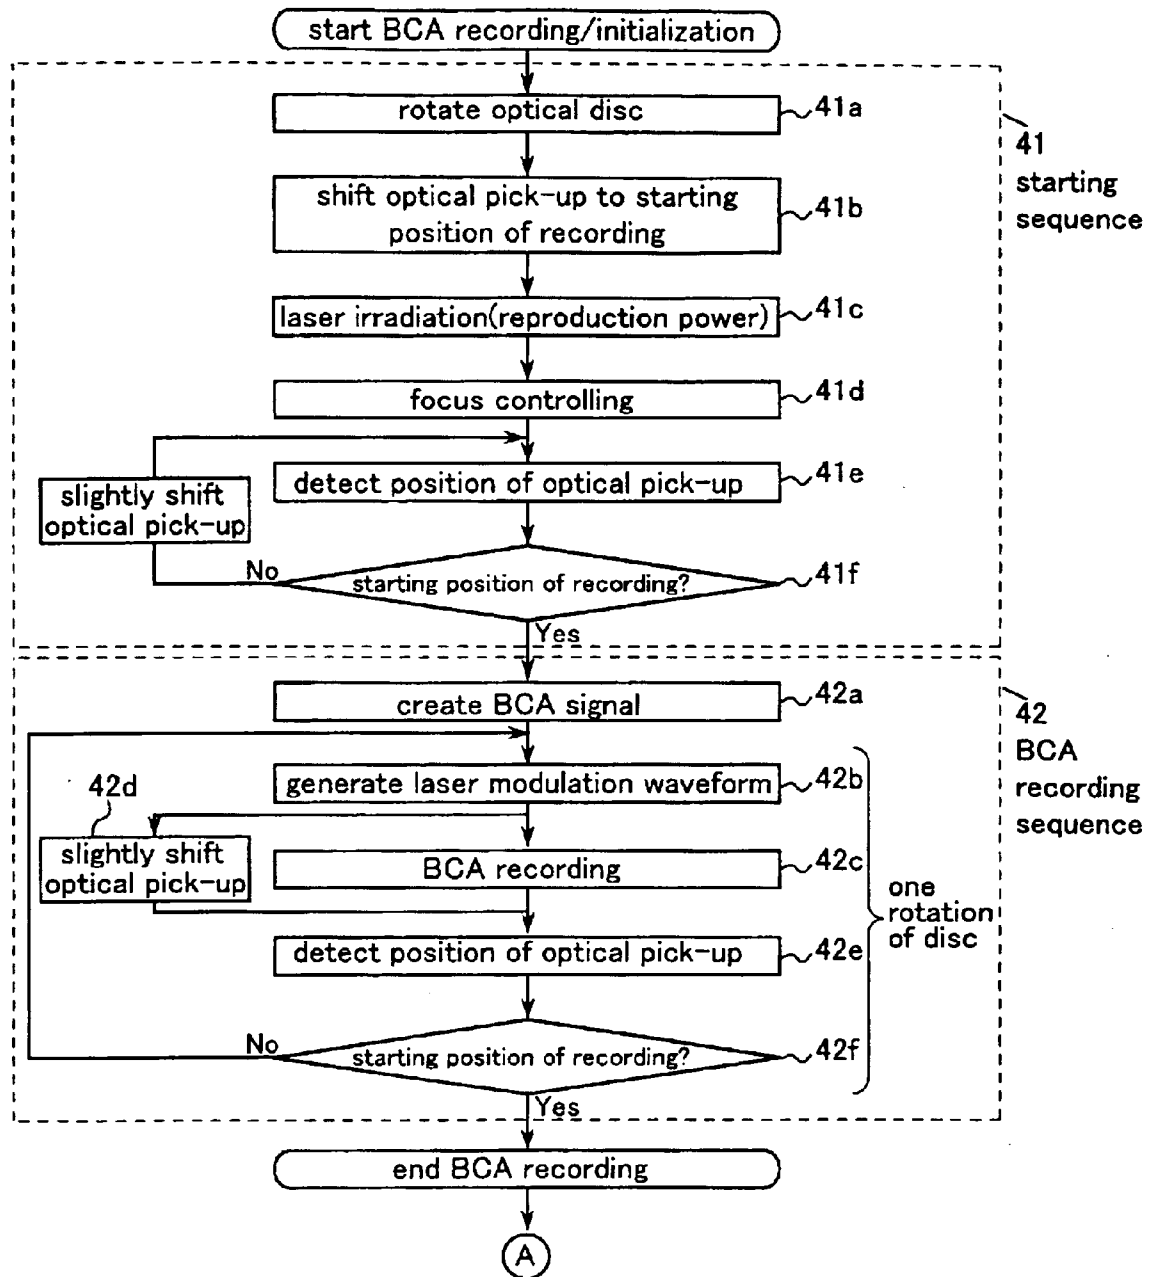 start BCA recording/initialization
rotate optical disc
41a
41
starting
sequence
shift optical pick-up to starting
position of recording
41b
laser irradiation(reproduction power)
41c
focus controlling
41d
detect position of optical pick-up
41e
slightly shift
optical pick-up
No
starting position of recording?
41f
Yes
create BCA signal
42a
42
BCA
recording
sequence
generate laser modulation waveform
42b
42d
slightly shift
optical pick-up
BCA recording
42c
one
rotation
of disc
detect position of optical pick-up
42e
No
starting position of recording?
42f
Yes
end BCA recording
A